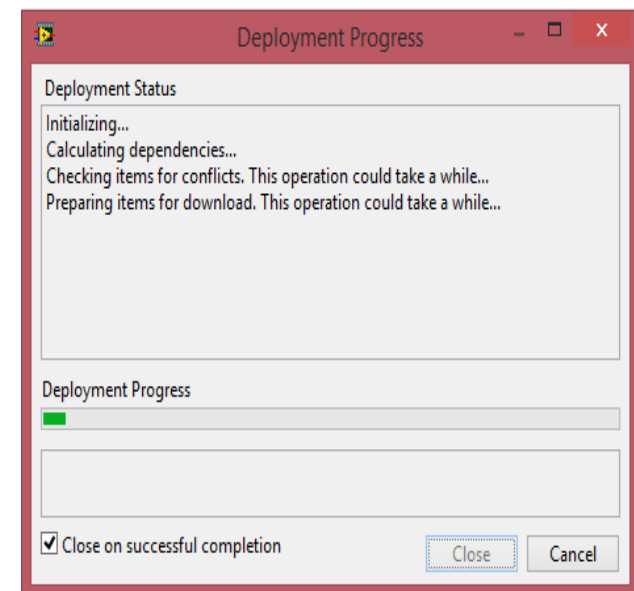 Deployment Progress
Deployment Status
Initializing...
Calculating dependencies...
Checking items for conflicts. This operation could take a while...
Preparing items for download. This operation could take a while...
Deployment Progress
Close on successful completion
Close
Cancel